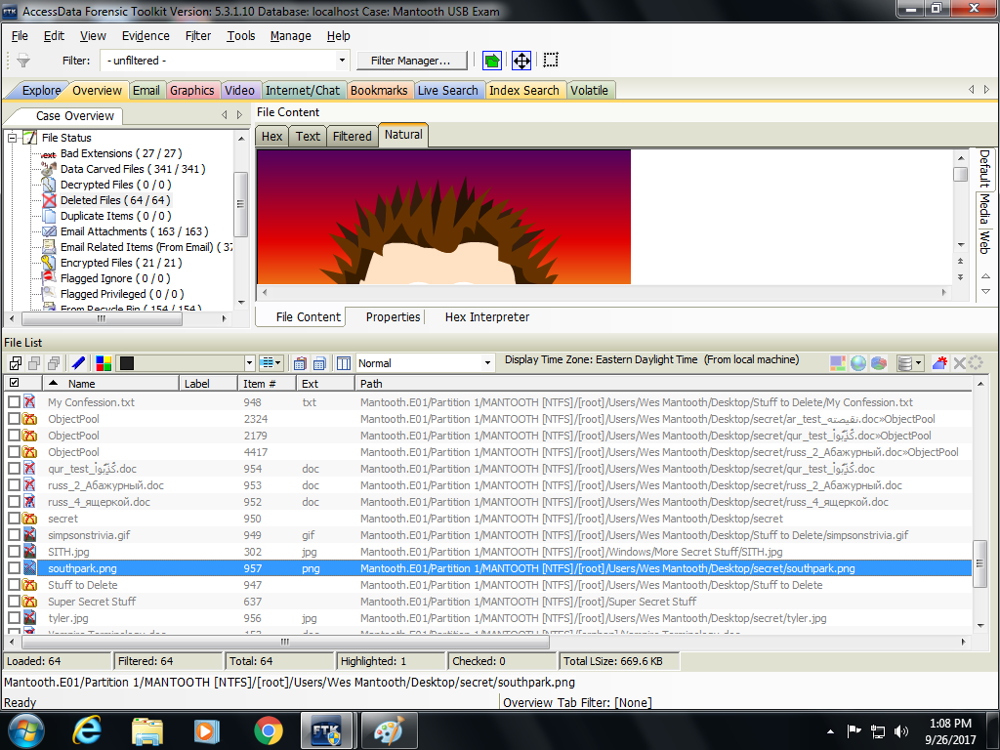 AccessData Forensic Toolkit Version: 5.3.1.10 Database: localhost Case: Mantooth USB Exam
File Edit View Evidence Filter Tools Manage Help
Filter: - unfiltered - Filter Manager...
Explore Overview Email Graphics Video Internet/Chat Bookmarks Live Search Index Search Volatile
Case Overview
File Content
Hex Text Filtered Natural
File Status
Bad Extensions ( 27 / 27 )
Data Carved Files ( 341 / 341 )
Decrypted Files ( 0 / 0 )
Deleted Files ( 64 / 64 )
Duplicate Items ( 0 / 0 )
Email Attachments ( 163 / 163 )
Email Related Items (From Email) ( 37
Encrypted Files ( 21 / 21 )
Flagged Ignore ( 0 / 0 )
Flagged Privileged ( 0 / 0 )
From Recycle Bin ( 154 / 154 )
Default
Media
Web
File Content Properties Hex Interpreter
File List
Normal Display Time Zone: Eastern Daylight Time (From local machine)
Name Label Item # Ext Path
My Confession.txt 948 txt Mantooth.E01/Partition 1/MANTOOTH [NTFS]/[root]/Users/Wes Mantooth/Desktop/Stuff to Delete/My Confession.txt
ObjectPool 2324 Mantooth.E01/Partition 1/MANTOOTH [NTFS]/[root]/Users/Wes Mantooth/Desktop/secret/ar_test_نقيصته.doc»ObjectPool
ObjectPool 2179 Mantooth.E01/Partition 1/MANTOOTH [NTFS]/[root]/Users/Wes Mantooth/Desktop/secret/qur_test_.doc»ObjectPool
ObjectPool 4417 Mantooth.E01/Partition 1/MANTOOTH [NTFS]/[root]/Users/Wes Mantooth/Desktop/secret/russ_2_Абажурный.doc»ObjectPool
qur_test_.doc 954 doc Mantooth.E01/Partition 1/MANTOOTH [NTFS]/[root]/Users/Wes Mantooth/Desktop/secret/qur_test_.doc
russ_2_Абажурный.doc 953 doc Mantooth.E01/Partition 1/MANTOOTH [NTFS]/[root]/Users/Wes Mantooth/Desktop/secret/russ_2_Абажурный.doc
russ_4_ящеркой.doc 952 doc Mantooth.E01/Partition 1/MANTOOTH [NTFS]/[root]/Users/Wes Mantooth/Desktop/secret/russ_4_ящеркой.doc
secret 950 Mantooth.E01/Partition 1/MANTOOTH [NTFS]/[root]/Users/Wes Mantooth/Desktop/secret
simpsonstrivia.gif 949 gif Mantooth.E01/Partition 1/MANTOOTH [NTFS]/[root]/Users/Wes Mantooth/Desktop/Stuff to Delete/simpsonstrivia.gif
SITH.jpg 302 jpg Mantooth.E01/Partition 1/MANTOOTH [NTFS]/[root]/Windows/More Secret Stuff/SITH.jpg
southpark.png 957 png Mantooth.E01/Partition 1/MANTOOTH [NTFS]/[root]/Users/Wes Mantooth/Desktop/secret/southpark.png
Stuff to Delete 947 Mantooth.E01/Partition 1/MANTOOTH [NTFS]/[root]/Users/Wes Mantooth/Desktop/Stuff to Delete
Super Secret Stuff 637 Mantooth.E01/Partition 1/MANTOOTH [NTFS]/[root]/Super Secret Stuff
tyler.jpg 956 jpg Mantooth.E01/Partition 1/MANTOOTH [NTFS]/[root]/Users/Wes Mantooth/Desktop/secret/tyler.jpg
Vampire Terminology.doc 153 doc Mantooth.E01/Partition 1/MANTOOTH [NTFS]/[orphan]/Vampire Terminology.doc
Loaded: 64 Filtered: 64 Total: 64 Highlighted: 1 Checked: 0 Total LSize: 669.6 KB
Mantooth.E01/Partition 1/MANTOOTH [NTFS]/[root]/Users/Wes Mantooth/Desktop/secret/southpark.png
Ready Overview Tab Filter: [None]
FTK
1:08 PM
9/26/2017